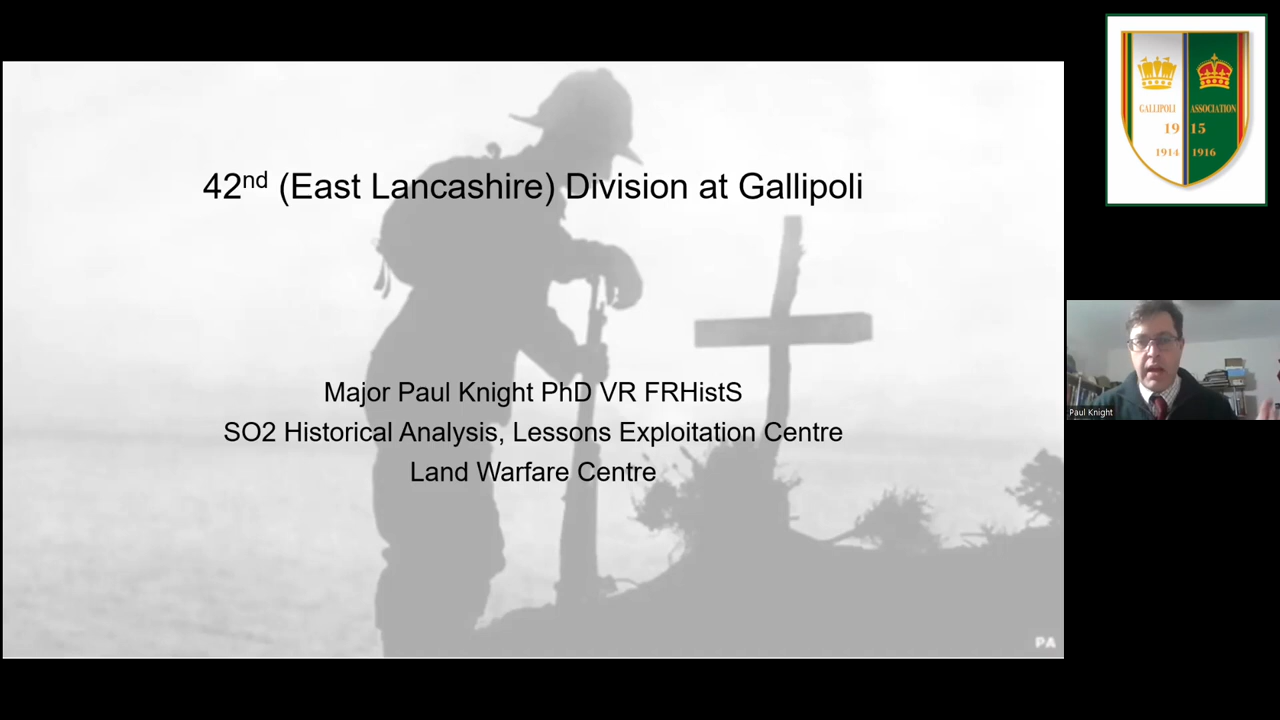 42nd (East Lancashire) Division at Gallipoli
Major Paul Knight PhD VR FRHistS
SO2 Historical Analysis, Lessons Exploitation Centre
Land Warfare Centre
PA
GALLIPOLI ASSOCIATION
19 15
1914 1916
Paul Knight